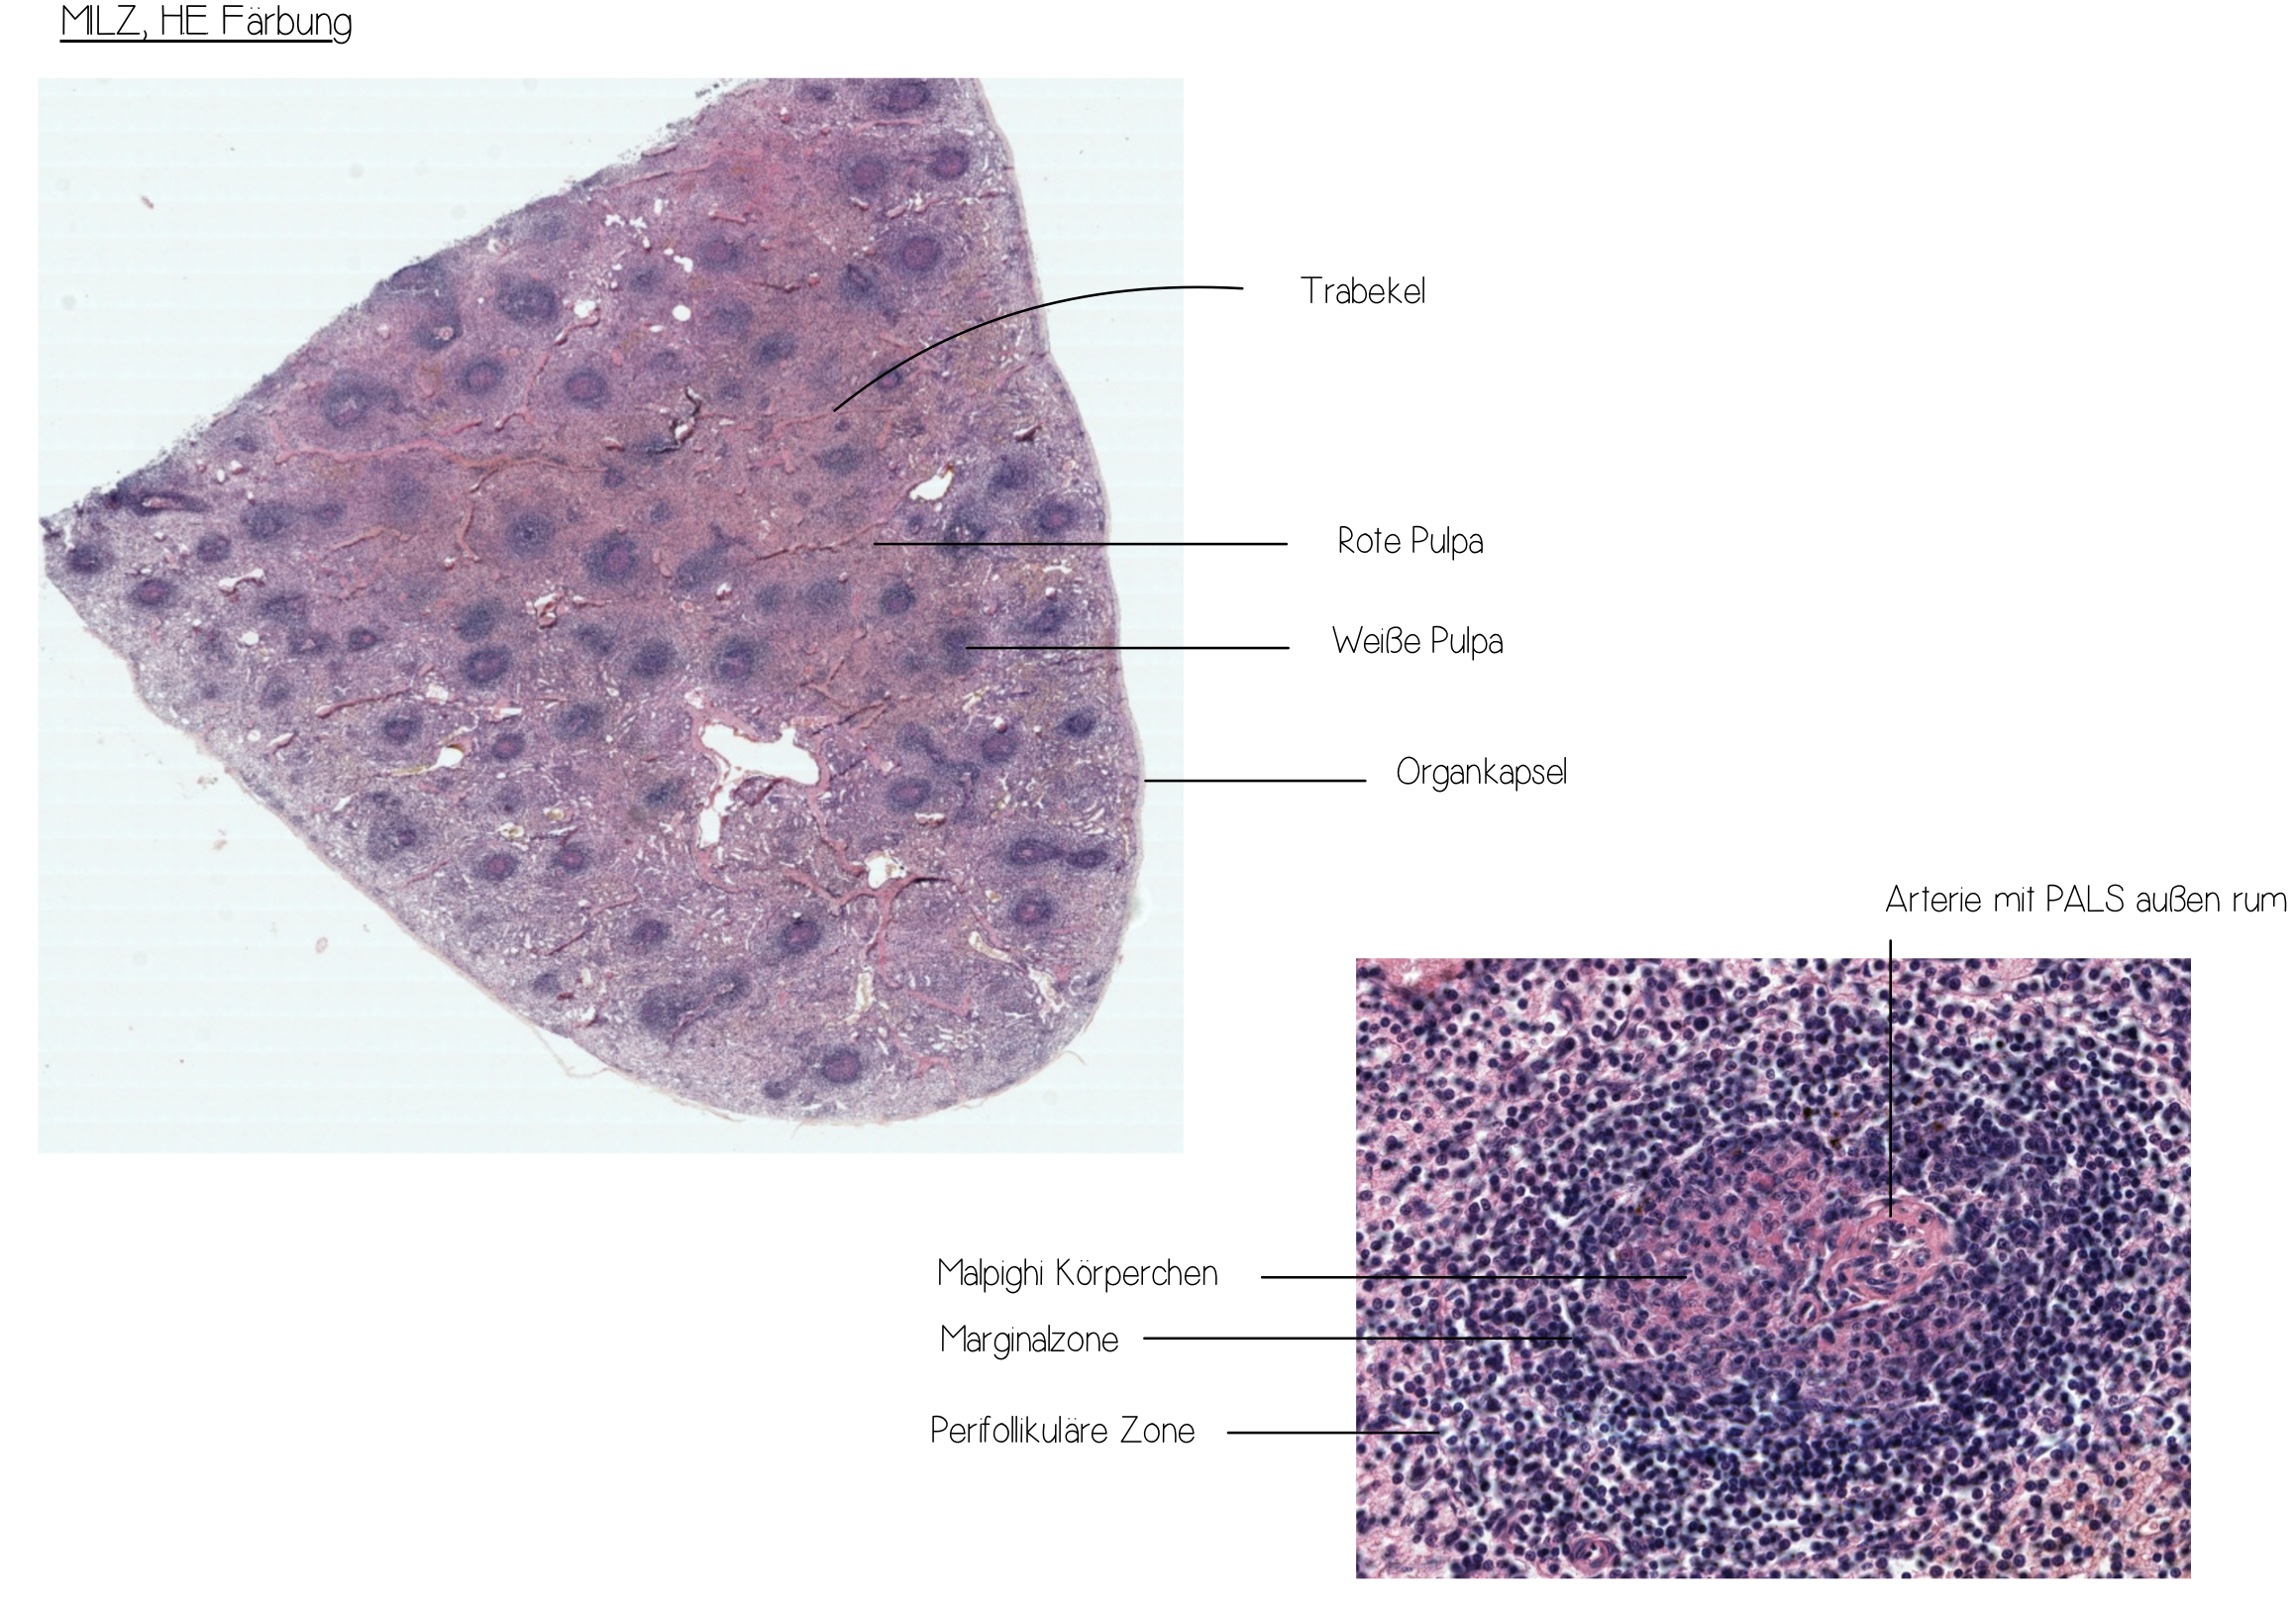 MILZ, HE Färbung
Trabekel
Rote Pulpa
Weiße Pulpa
Organkapsel
Arterie mit PALS außen rum
Malpighi Körperchen
Marginalzone
Perifollikuläre Zone